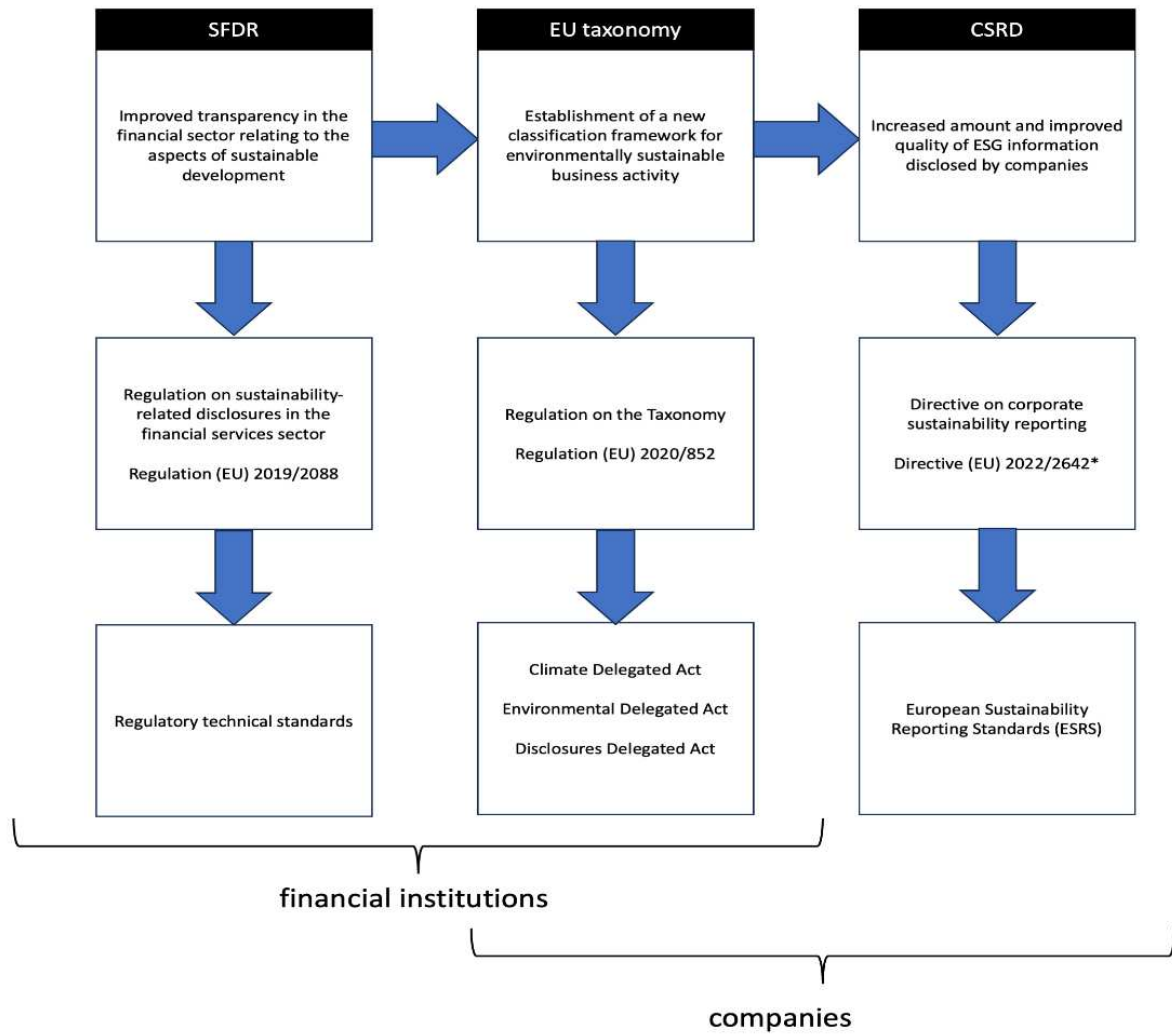 SFDR
Improved transparency in the
financial sector relating to the
aspects of sustainable
development
EU taxonomy
Establishment of a new
classification framework for
environmentally sustainable
business activity
CSRD
Increased amount and improved
quality of ESG information
disclosed by companies
Regulation on sustainability-
related disclosures in the
financial services sector
Regulation (EU) 2019/2088
Regulation on the Taxonomy
Regulation (EU) 2020/852
Directive on corporate
sustainability reporting
Directive (EU) 2022/2642*
Regulatory technical standards
Climate Delegated Act
Environmental Delegated Act
Disclosures Delegated Act
European Sustainability
Reporting Standards (ESRS)
financial institutions
companies